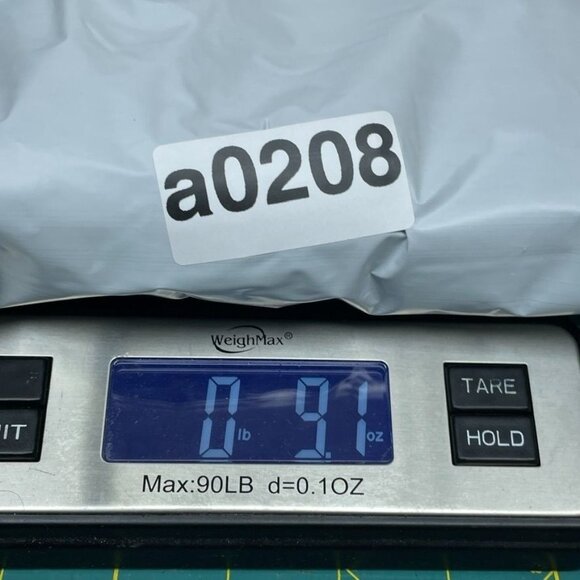 a0208
WeighMax®
0 lb 9.1 oz
TARE
HOLD
Max:90LB d=0.1OZ